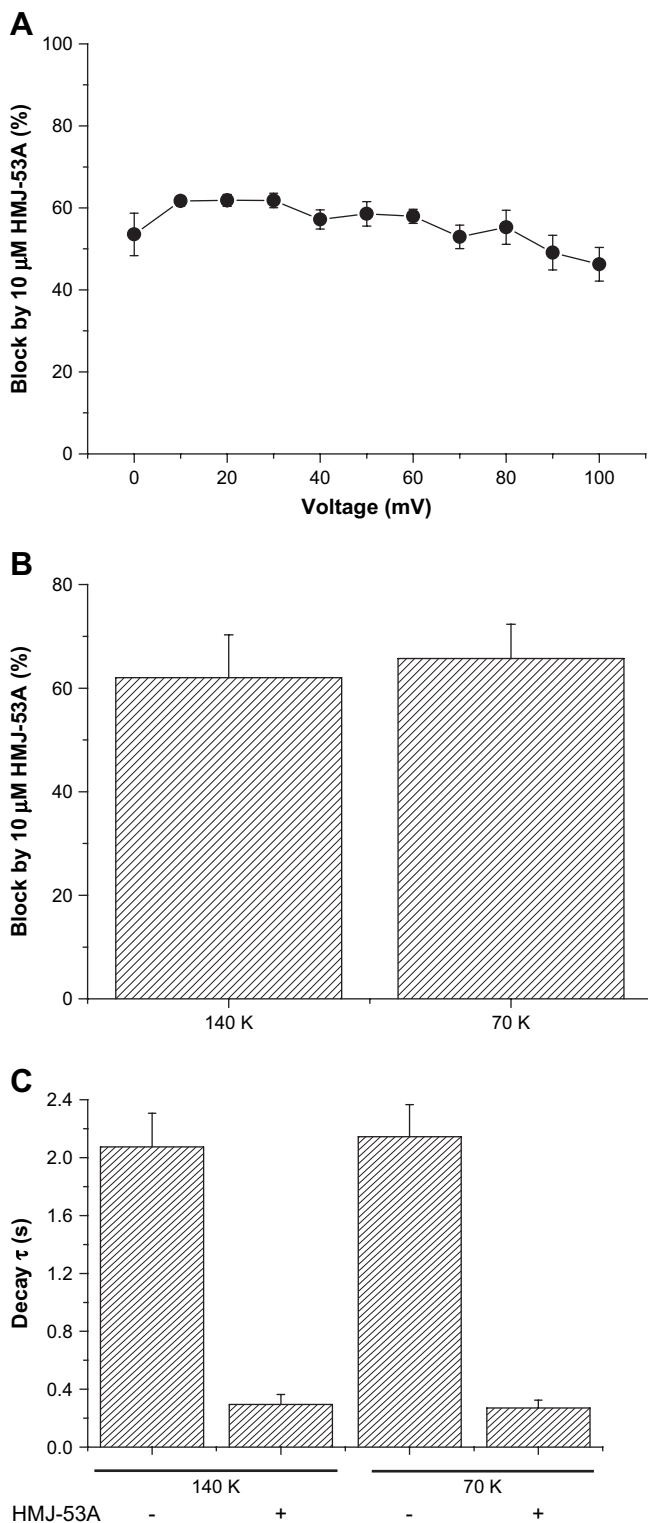 A
Block by 10 μM HMJ-53A (%)
100
80
60
40
20
0
0 20 40 60 80 100
Voltage (mV)
B
Block by 10 μM HMJ-53A (%)
80
60
40
20
0
140 K 70 K
C
Decay τ (s)
2.4
2.0
1.6
1.2
0.8
0.4
0.0
140 K 70 K
HMJ-53A - + - +